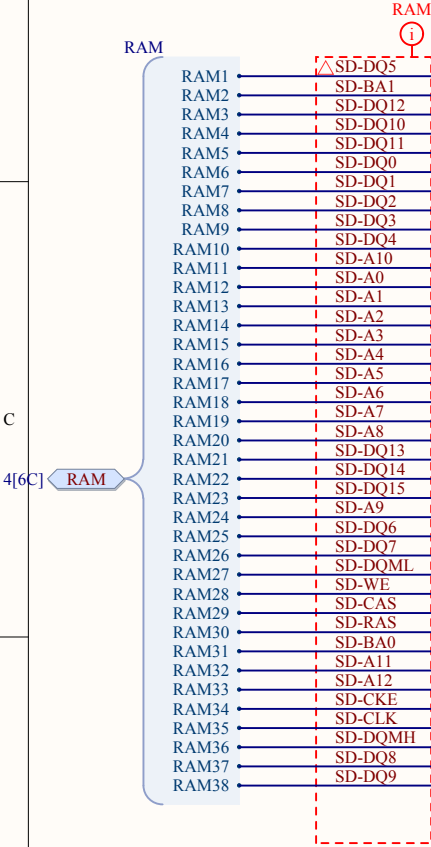 RAM
i
RAM
RAM1 SD-DQ5
RAM2 SD-BA1
RAM3 SD-DQ12
RAM4 SD-DQ10
RAM5 SD-DQ11
RAM6 SD-DQ0
RAM7 SD-DQ1
RAM8 SD-DQ2
RAM9 SD-DQ3
RAM10 SD-DQ4
RAM11 SD-A10
RAM12 SD-A0
RAM13 SD-A1
RAM14 SD-A2
RAM15 SD-A3
RAM16 SD-A4
RAM17 SD-A5
RAM18 SD-A6
RAM19 SD-A7
RAM20 SD-A8
RAM21 SD-DQ13
RAM22 SD-DQ14
RAM23 SD-DQ15
RAM24 SD-A9
RAM25 SD-DQ6
RAM26 SD-DQ7
RAM27 SD-DQML
RAM28 SD-WE
RAM29 SD-CAS
RAM30 SD-RAS
RAM31 SD-BA0
RAM32 SD-A11
RAM33 SD-A12
RAM34 SD-CKE
RAM35 SD-CLK
RAM36 SD-DQMH
RAM37 SD-DQ8
RAM38 SD-DQ9
C
4[6C] RAM